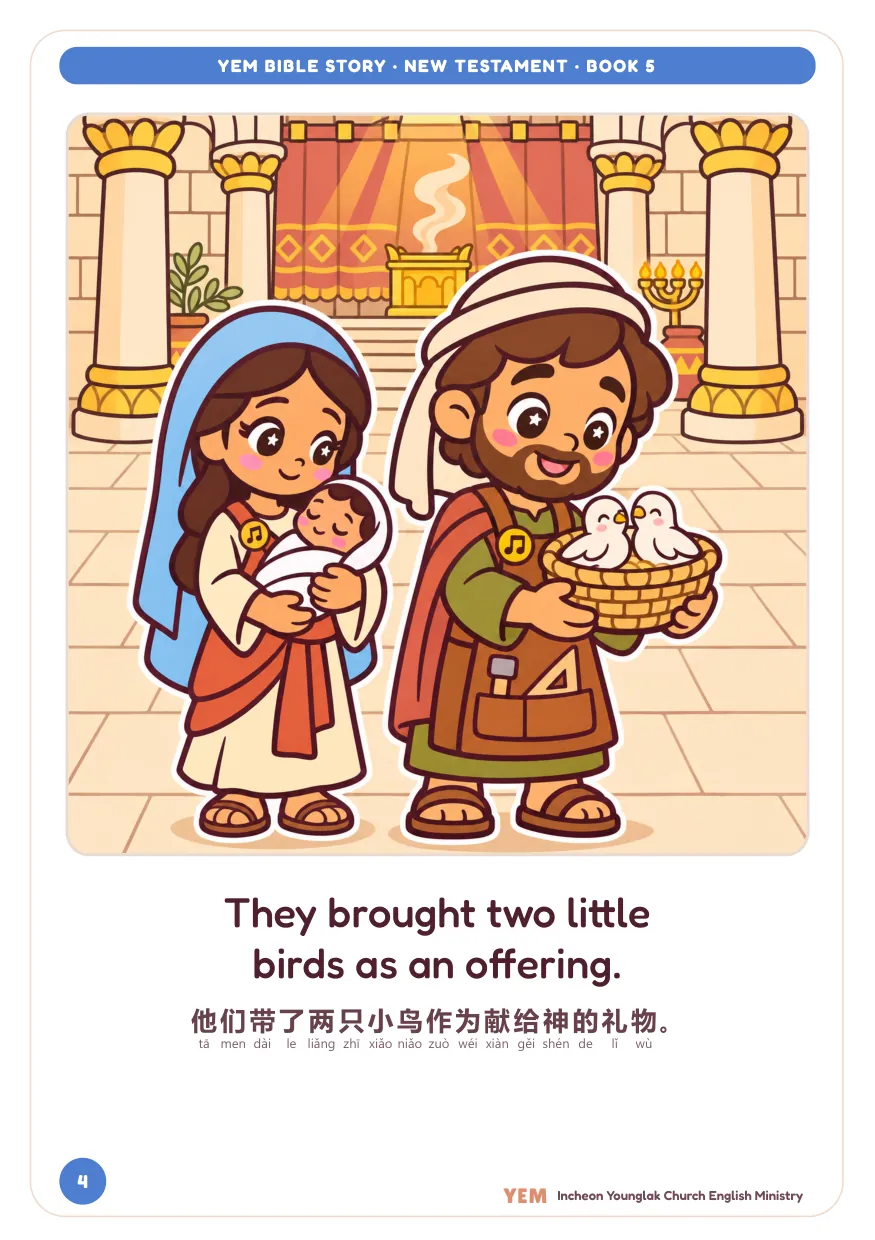 YEM BIBLE STORY · NEW TESTAMENT · BOOK 5
They brought two little
birds as an offering.
他们带了两只小鸟作为献给神的礼物。
tā men dài le liǎng zhī xiǎo niǎo zuò wéi xiàn gěi shén de lǐ wù
4
YEM Incheon Younglak Church English Ministry